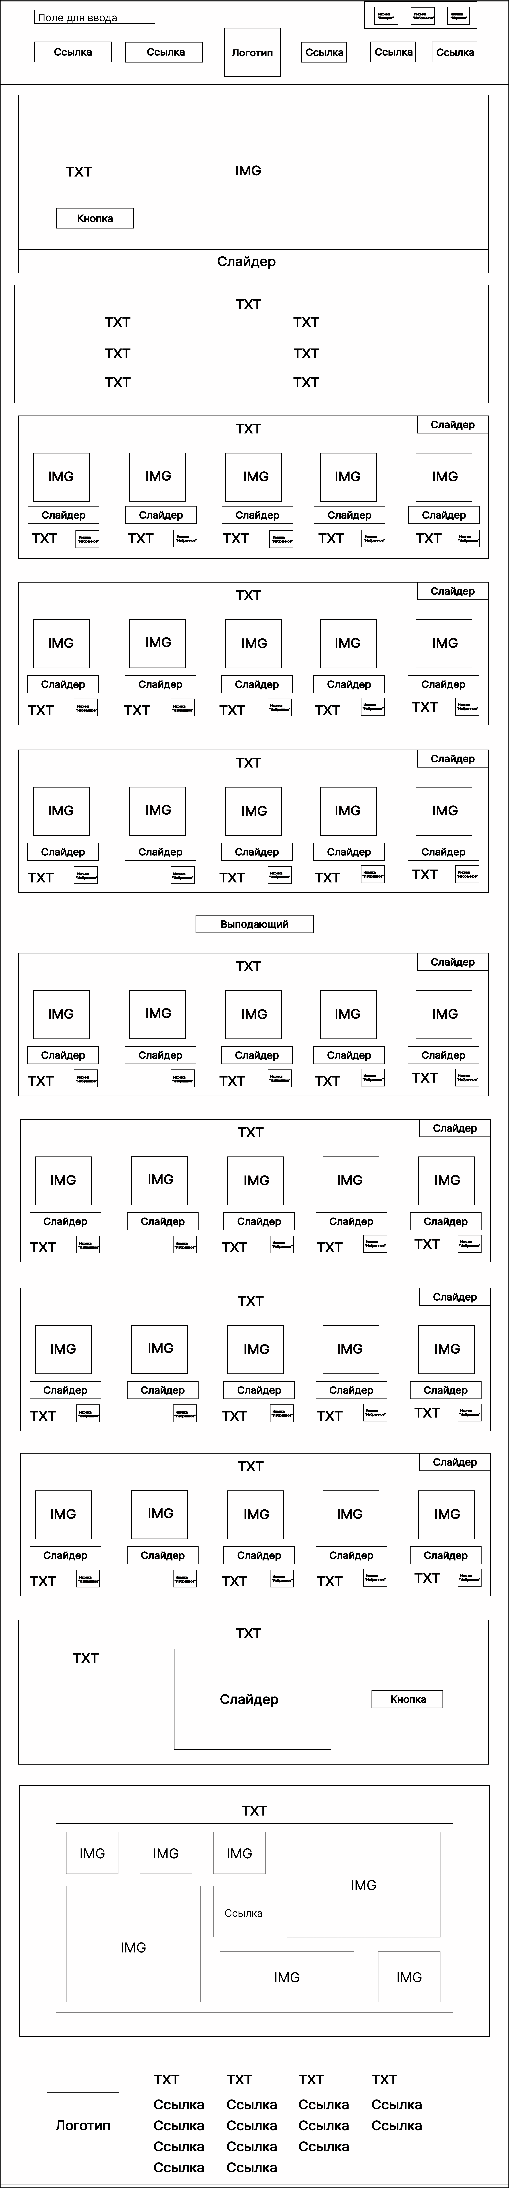 Поле для ввода
Ссылка Ссылка Логотип Ссылка Ссылка Ссылка
TXT IMG
Кнопка
Слайдер
TXT
TXT TXT
TXT TXT
TXT TXT
TXT Слайдер
IMG IMG IMG IMG IMG
Слайдер Слайдер Слайдер Слайдер Слайдер
TXT TXT TXT TXT TXT
TXT Слайдер
IMG IMG IMG IMG IMG
Слайдер Слайдер Слайдер Слайдер Слайдер
TXT TXT TXT TXT TXT
TXT Слайдер
IMG IMG IMG IMG IMG
Слайдер Слайдер Слайдер Слайдер Слайдер
TXT TXT TXT TXT
Выподающий
TXT Слайдер
IMG IMG IMG IMG IMG
Слайдер Слайдер Слайдер Слайдер Слайдер
TXT TXT TXT TXT
TXT Слайдер
IMG IMG IMG IMG IMG
Слайдер Слайдер Слайдер Слайдер Слайдер
TXT TXT TXT TXT
TXT Слайдер
IMG IMG IMG IMG IMG
Слайдер Слайдер Слайдер Слайдер Слайдер
TXT TXT TXT TXT
TXT Слайдер
IMG IMG IMG IMG IMG
Слайдер Слайдер Слайдер Слайдер Слайдер
TXT TXT TXT TXT
TXT
TXT
Слайдер Кнопка
TXT
IMG IMG IMG
IMG
Ссылка
IMG
IMG IMG
TXT TXT TXT TXT
Ссылка Ссылка Ссылка Ссылка
Логотип Ссылка Ссылка Ссылка Ссылка
Ссылка Ссылка Ссылка
Ссылка Ссылка